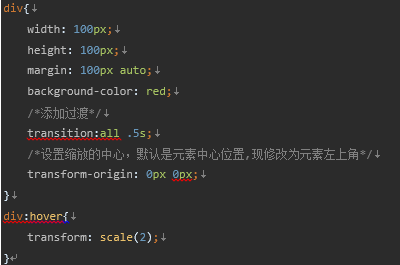 div{↓
    width: 100px;↓
    height: 100px;↓
    margin: 100px auto;↓
    background-color: red;↓
    /*添加过渡*/↓
    transition:all .5s;↓
    /*设置缩放的中心，默认是元素中心位置,现修改为元素左上角*/↓
    transform-origin: 0px 0px;↓
}↓
div:hover{↓
    transform: scale(2);↓
}↵